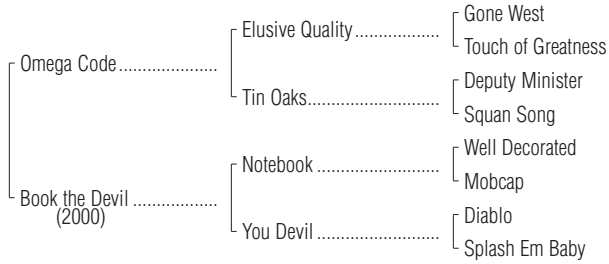 Gone West
Elusive Quality ...................
Touch of Greatness
Omega Code ......................
Deputy Minister
Tin Oaks..............................
Squan Song
Well Decorated
Notebook ............................
Mobcap
Book the Devil ...................
(2000)
Diablo
You Devil ...........................
Splash Em Baby